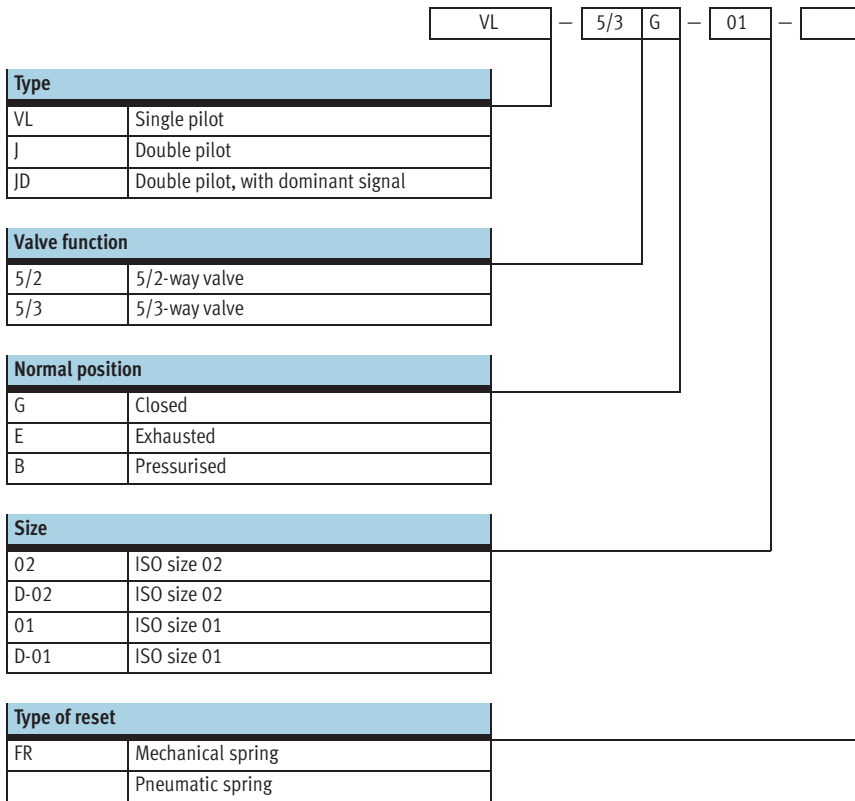 VL – 5/3 G – 01 –
Type
VL Single pilot
J Double pilot
JD Double pilot, with dominant signal
Valve function
5/2 5/2-way valve
5/3 5/3-way valve
Normal position
G Closed
E Exhausted
B Pressurised
Size
02 ISO size 02
D-02 ISO size 02
01 ISO size 01
D-01 ISO size 01
Type of reset
FR Mechanical spring
Pneumatic spring